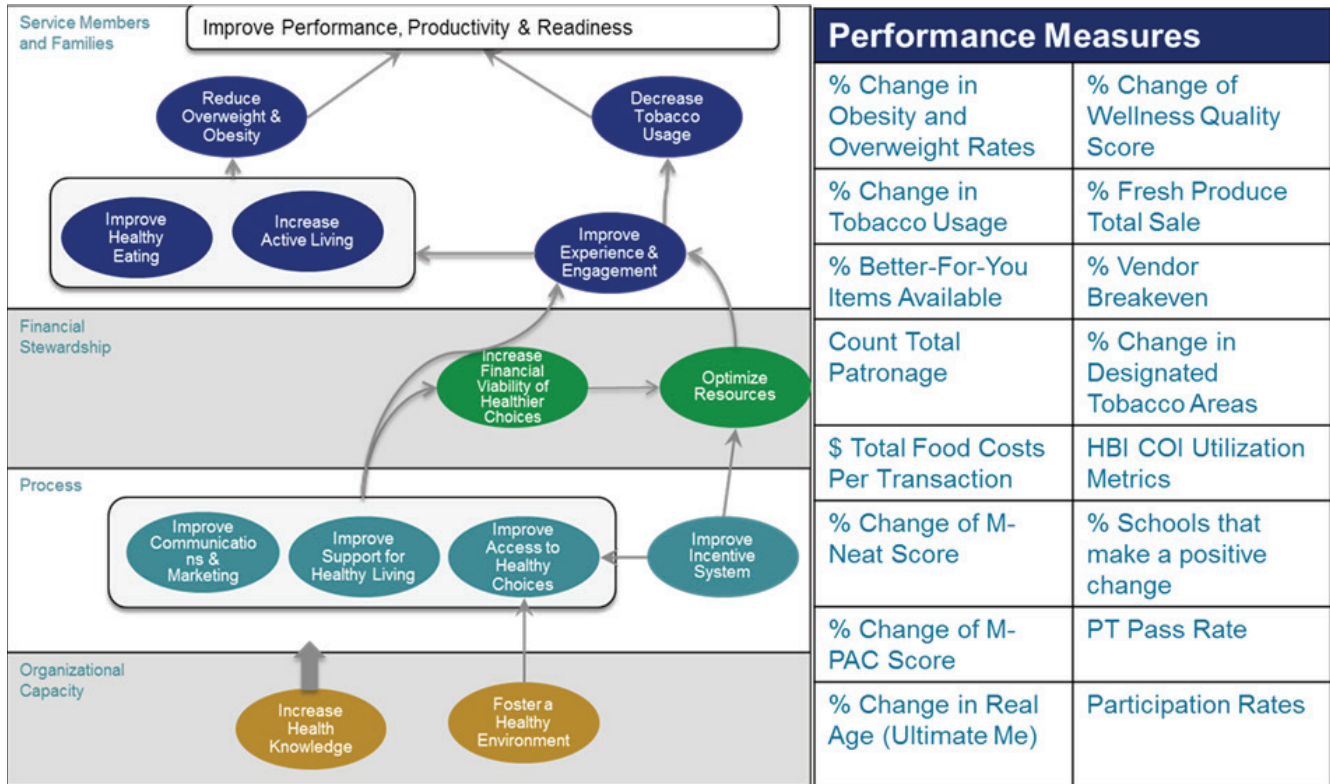 Service Members
and Families
Improve Performance, Productivity & Readiness
Reduce
Overweight &
Obesity
Decrease
Tobacco
Usage
Improve
Healthy
Eating
Increase
Active Living
Improve
Experience &
Engagement
Financial
Stewardship
Increase
Financial
Viability of
Healthier
Choices
Optimize
Resources
Process
Improve
Communicatio
ns &
Marketing
Improve
Support for
Healthy Living
Improve
Access to
Healthy
Choices
Improve
Incentive
System
Organizational
Capacity
Increase
Health
Knowledge
Foster a
Healthy
Environment
Performance Measures
% Change in
Obesity and
Overweight Rates
% Change of
Wellness Quality
Score
% Change in
Tobacco Usage
% Fresh Produce
Total Sale
% Better-For-You
Items Available
% Vendor
Breakeven
Count Total
Patronage
% Change in
Designated
Tobacco Areas
$ Total Food Costs
Per Transaction
HBI COI Utilization
Metrics
% Change of M-
Neat Score
% Schools that
make a positive
change
% Change of M-
PAC Score
PT Pass Rate
% Change in Real
Age (Ultimate Me)
Participation Rates